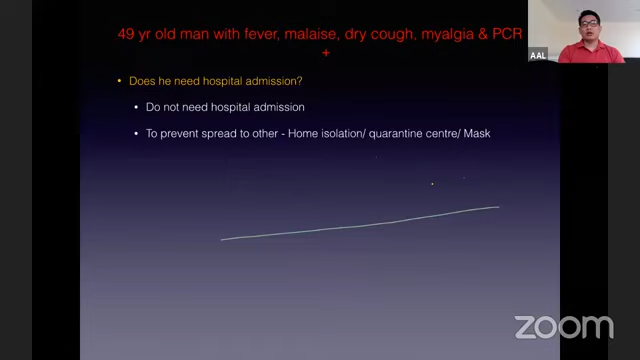 49 yr old man with fever, malaise, dry cough, myalgia & PCR
+
AAL
• Does he need hospital admission?
• Do not need hospital admission
• To prevent spread to other - Home isolation/ quarantine centre/ Mask
zoom